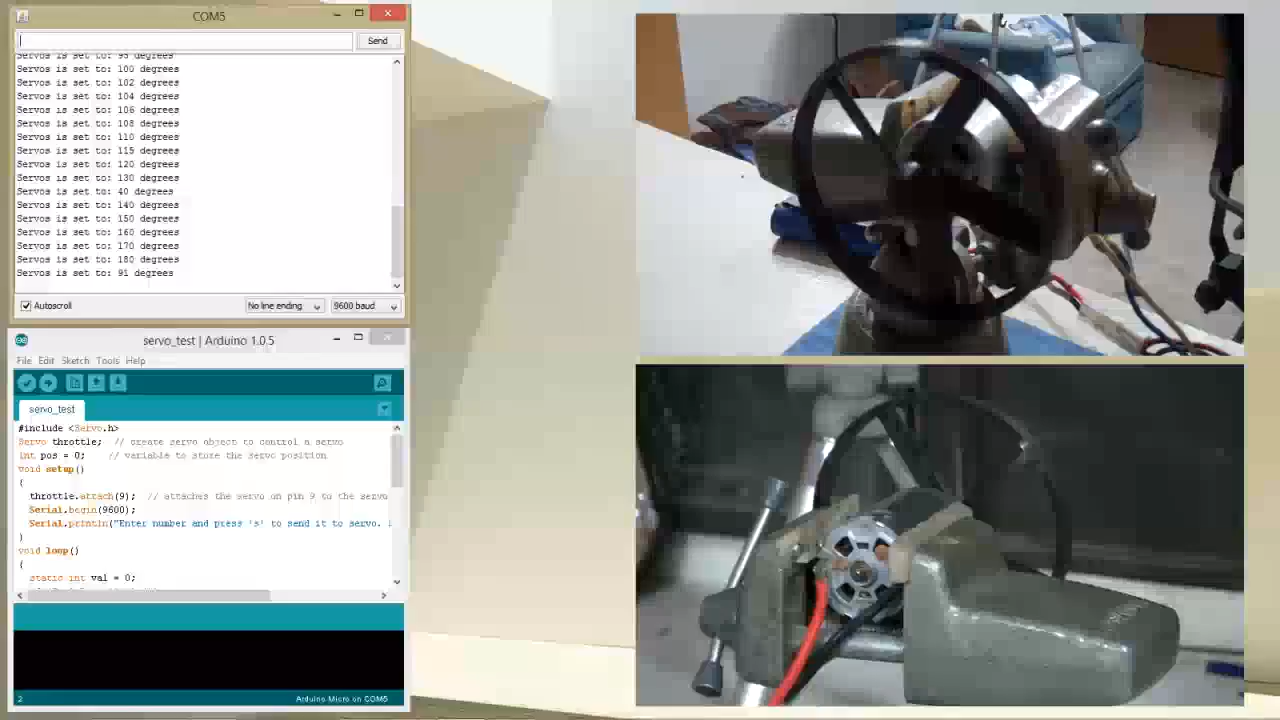 COM5
Send
Servos is set to: 95 degrees
Servos is set to: 100 degrees
Servos is set to: 102 degrees
Servos is set to: 104 degrees
Servos is set to: 106 degrees
Servos is set to: 108 degrees
Servos is set to: 110 degrees
Servos is set to: 115 degrees
Servos is set to: 120 degrees
Servos is set to: 130 degrees
Servos is set to: 40 degrees
Servos is set to: 140 degrees
Servos is set to: 150 degrees
Servos is set to: 160 degrees
Servos is set to: 170 degrees
Servos is set to: 180 degrees
Servos is set to: 91 degrees
Autoscroll No line ending 9600 baud
servo_test | Arduino 1.0.5
File Edit Sketch Tools Help
servo_test
#include <Servo.h>
Servo throttle; // create servo object to control a servo
int pos = 0; // variable to store the servo position
void setup()
{
throttle.attach(9); // attaches the servo on pin 9 to the servo
Serial.begin(9600);
Serial.println("Enter number and press 's' to send it to servo.
}
void loop()
{
static int val = 0;
2 Arduino Micro on COM5